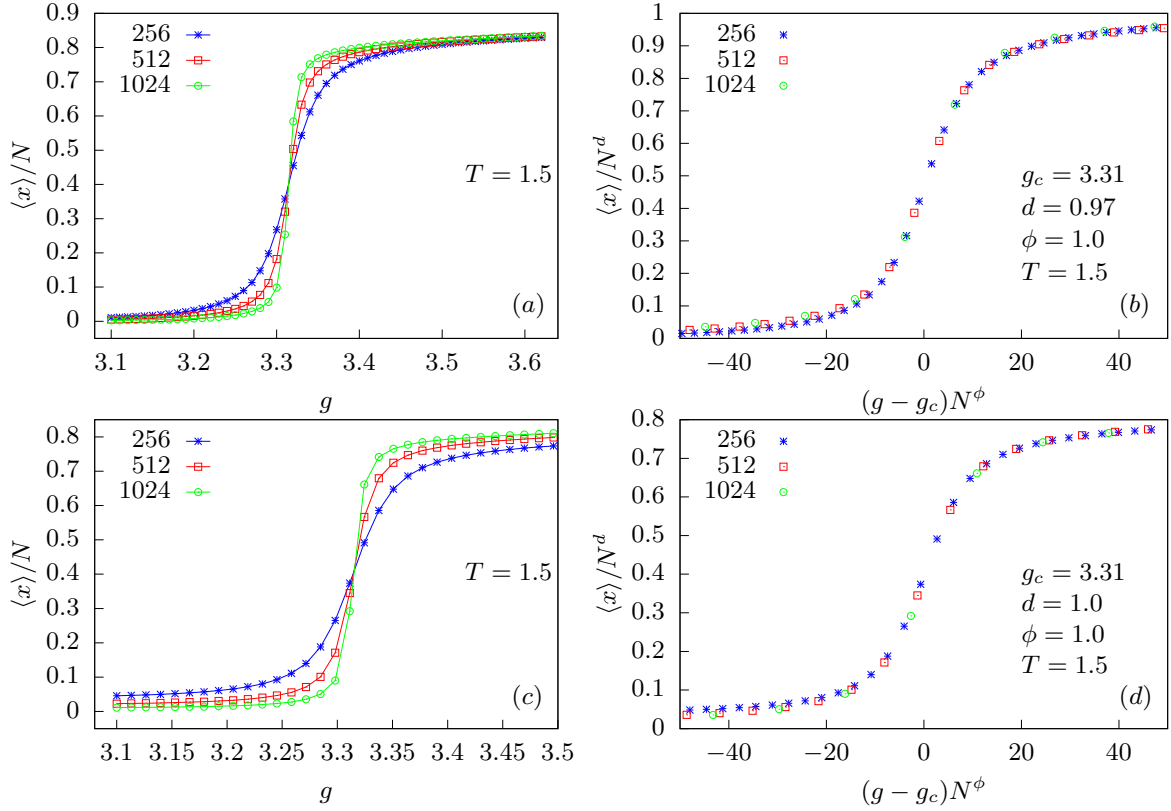 0.9
0.8
0.7
0.6
0.5
0.4
0.3
0.2
0.1
0
⟨x⟩/N
256
512
1024
T = 1.5
(a)
3.1 3.2 3.3 3.4 3.5 3.6
g
1
0.9
0.8
0.7
0.6
0.5
0.4
0.3
0.2
0.1
0
⟨x⟩/N^d
256
512
1024
g_c = 3.31
d = 0.97
ϕ = 1.0
T = 1.5
(b)
−40 −20 0 20 40
(g − g_c)N^ϕ
0.8
0.7
0.6
0.5
0.4
0.3
0.2
0.1
0
⟨x⟩/N
256
512
1024
T = 1.5
(c)
3.1 3.15 3.2 3.25 3.3 3.35 3.4 3.45 3.5
g
0.8
0.7
0.6
0.5
0.4
0.3
0.2
0.1
0
⟨x⟩/N^d
256
512
1024
g_c = 3.31
d = 1.0
ϕ = 1.0
T = 1.5
(d)
−40 −20 0 20 40
(g − g_c)N^ϕ